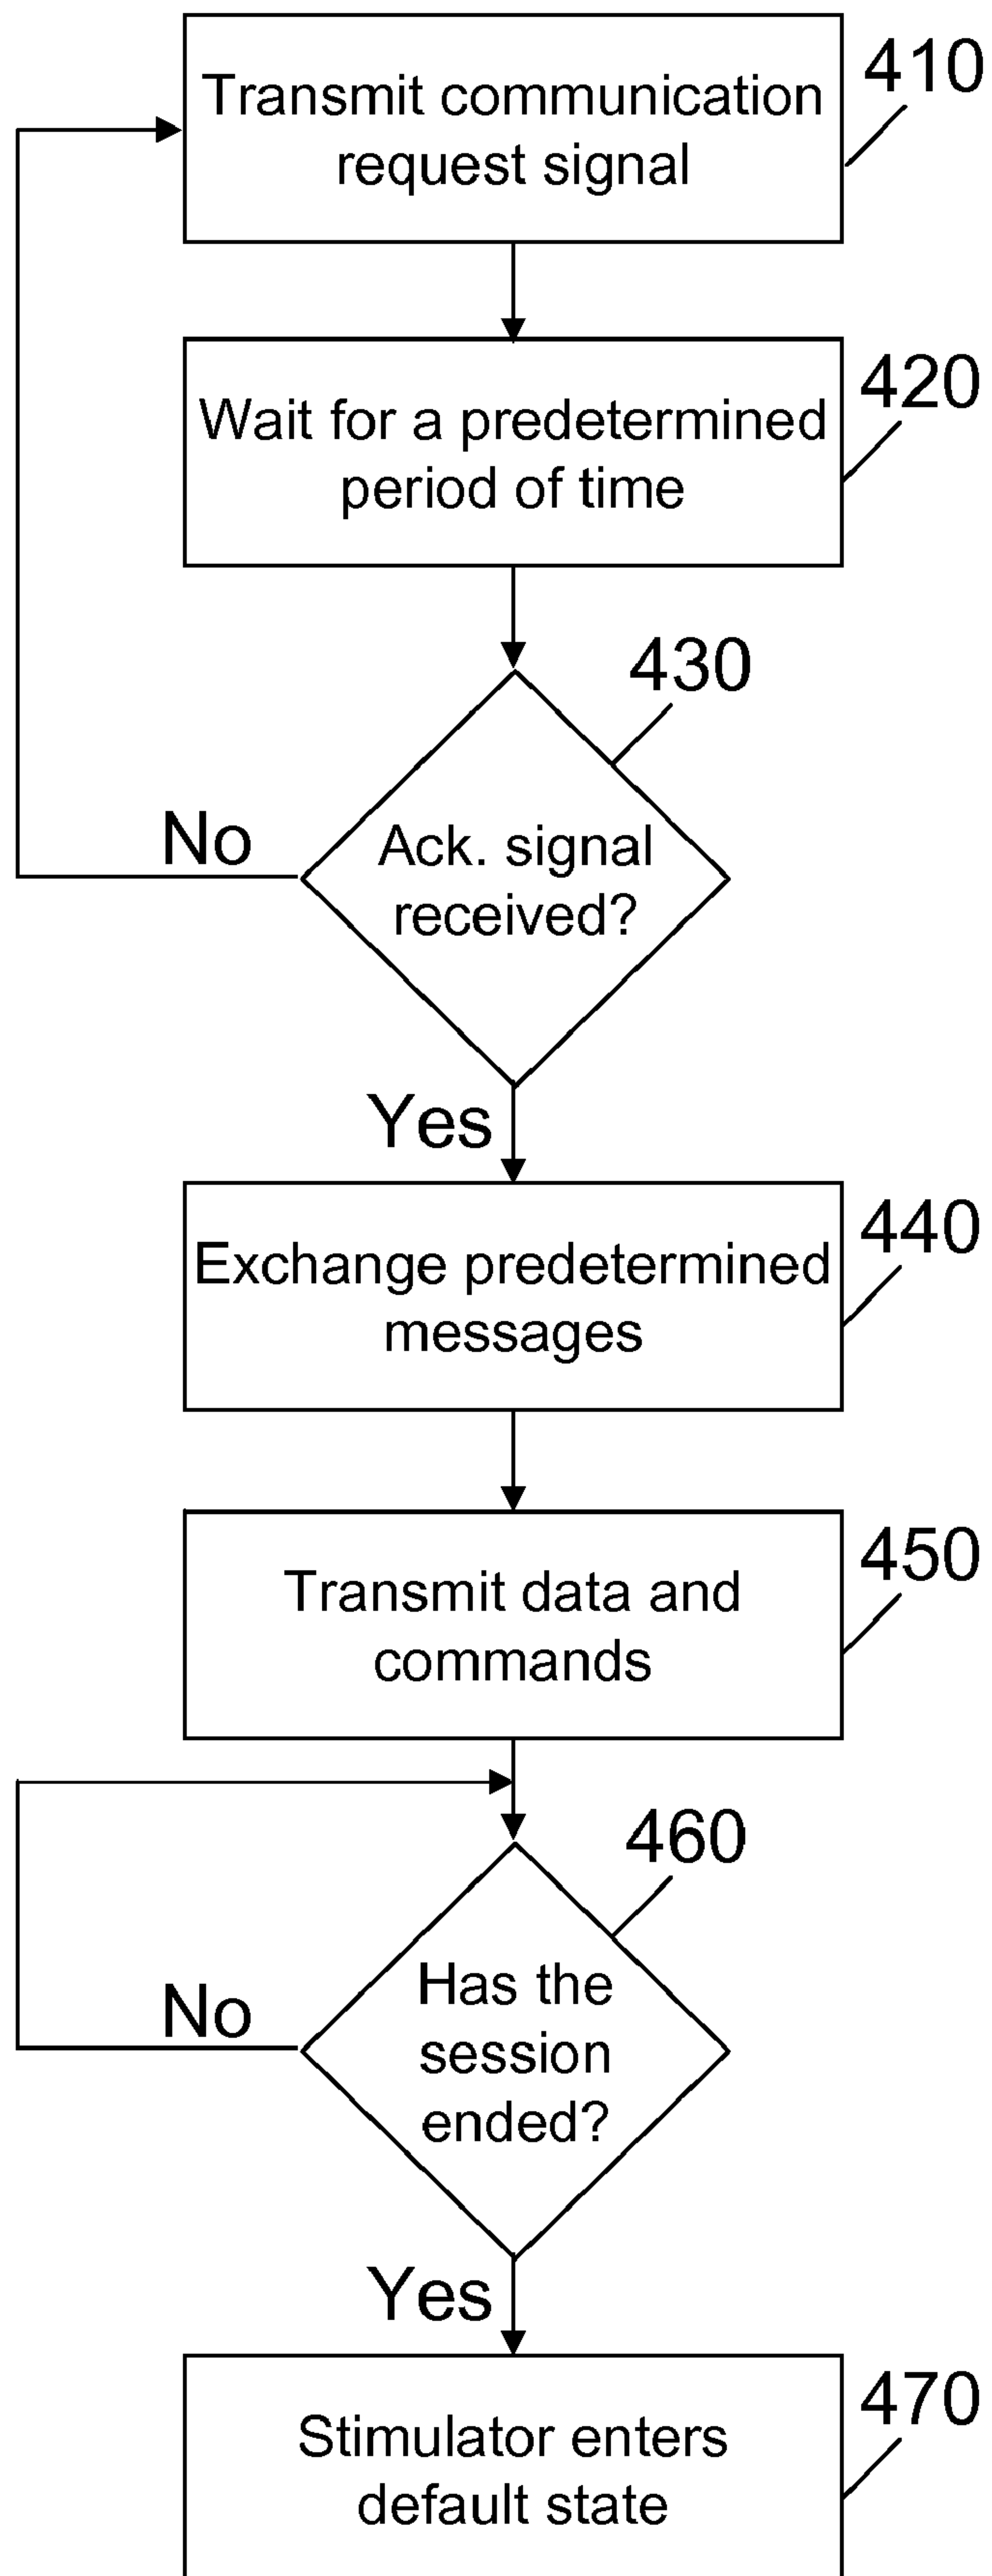 Transmit communication
request signal
410
Wait for a predetermined
period of time
420
430
Ack. signal
received?
No
Yes
Exchange predetermined
messages
440
Transmit data and
commands
450
460
Has the
session
ended?
No
Yes
Stimulator enters
default state
470